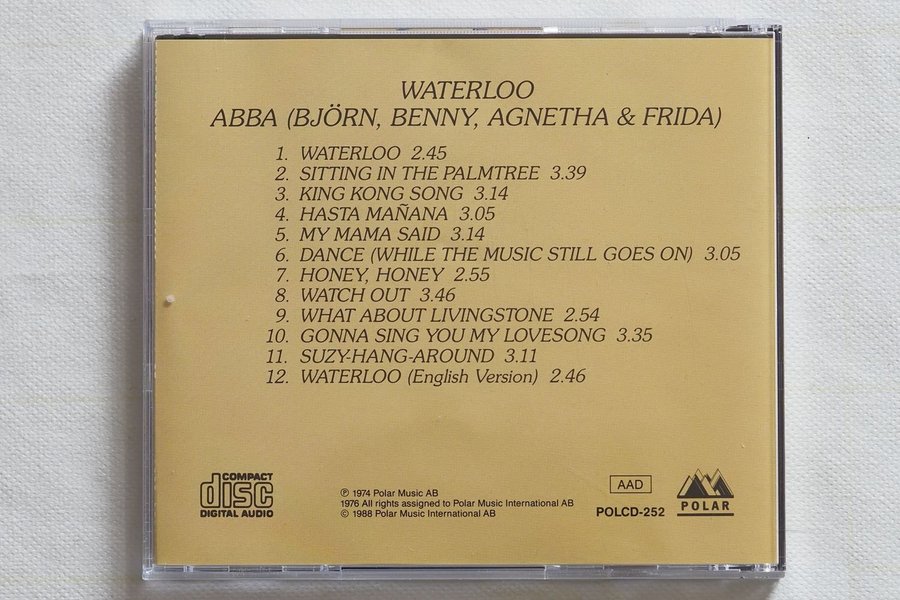 WATERLOO
ABBA (BJÖRN, BENNY, AGNETHA & FRIDA)
1. WATERLOO 2.45
2. SITTING IN THE PALMTREE 3.39
3. KING KONG SONG 3.14
4. HASTA MAÑANA 3.05
5. MY MAMA SAID 3.14
6. DANCE (WHILE THE MUSIC STILL GOES ON) 3.05
7. HONEY, HONEY 2.55
8. WATCH OUT 3.46
9. WHAT ABOUT LIVINGSTONE 2.54
10. GONNA SING YOU MY LOVESONG 3.35
11. SUZY-HANG-AROUND 3.11
12. WATERLOO (English Version) 2.46
COMPACT
disc
DIGITAL AUDIO
℗ 1974 Polar Music AB
1976 All rights assigned to Polar Music International AB
© 1988 Polar Music International AB
AAD
POLCD-252
POLAR